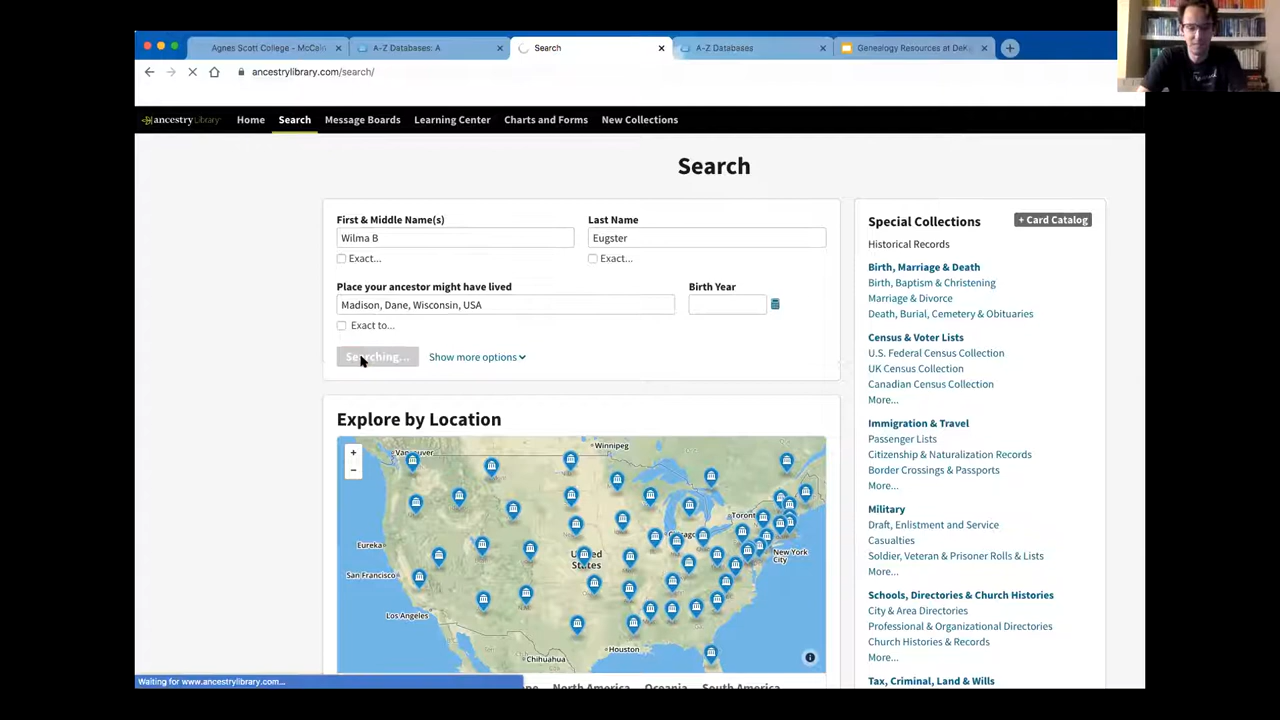 Agnes Scott College - McCain
A-Z Databases: A
Search
A-Z Databases
Genealogy Resources at DeK
ancestrylibrary.com/search/
ancestryLibrary
Home
Search
Message Boards
Learning Center
Charts and Forms
New Collections
Search
First & Middle Name(s)
Last Name
Wilma B
Eugster
Exact...
Exact...
Place your ancestor might have lived
Birth Year
Madison, Dane, Wisconsin, USA
Exact to...
Searching...
Show more options
Explore by Location
+
−
Vancouver
Winnipeg
Toronto
Chicago
Eureka
United
States
New York
City
San Francisco
Los Angeles
Houston
Chihuahua
North America
Oceania
South America
Special Collections
+ Card Catalog
Historical Records
Birth, Marriage & Death
Birth, Baptism & Christening
Marriage & Divorce
Death, Burial, Cemetery & Obituaries
Census & Voter Lists
U.S. Federal Census Collection
UK Census Collection
Canadian Census Collection
More...
Immigration & Travel
Passenger Lists
Citizenship & Naturalization Records
Border Crossings & Passports
More...
Military
Draft, Enlistment and Service
Casualties
Soldier, Veteran & Prisoner Rolls & Lists
More...
Schools, Directories & Church Histories
City & Area Directories
Professional & Organizational Directories
Church Histories & Records
More...
Tax, Criminal, Land & Wills
Waiting for www.ancestrylibrary.com...